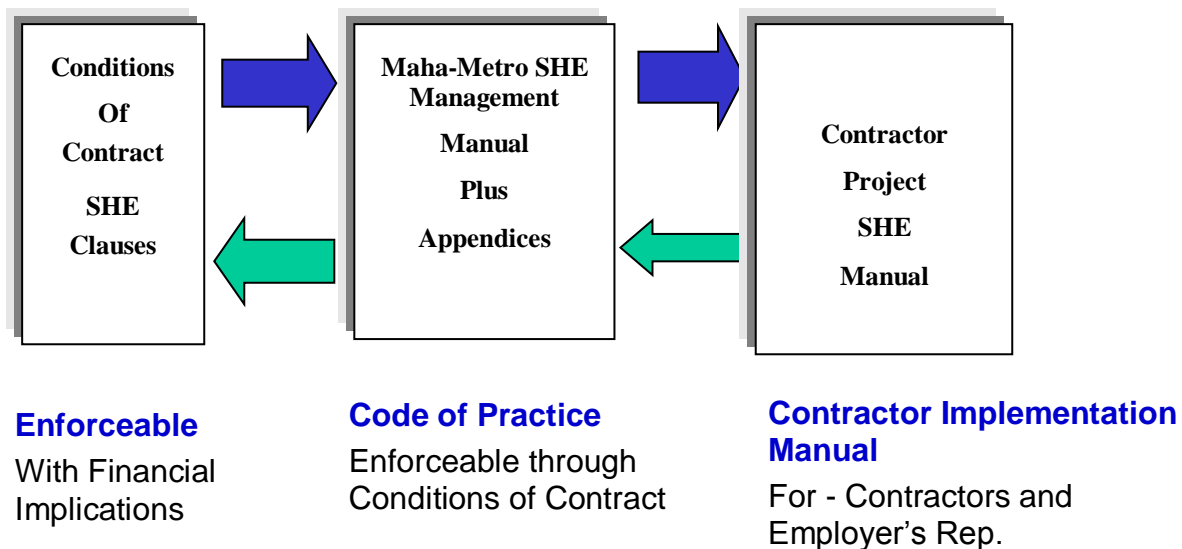 Conditions
Of
Contract
SHE
Clauses
Maha-Metro SHE
Management
Manual
Plus
Appendices
Contractor
Project
SHE
Manual
Enforceable
With Financial
Implications
Code of Practice
Enforceable through
Conditions of Contract
Contractor Implementation
Manual
For - Contractors and
Employer’s Rep.